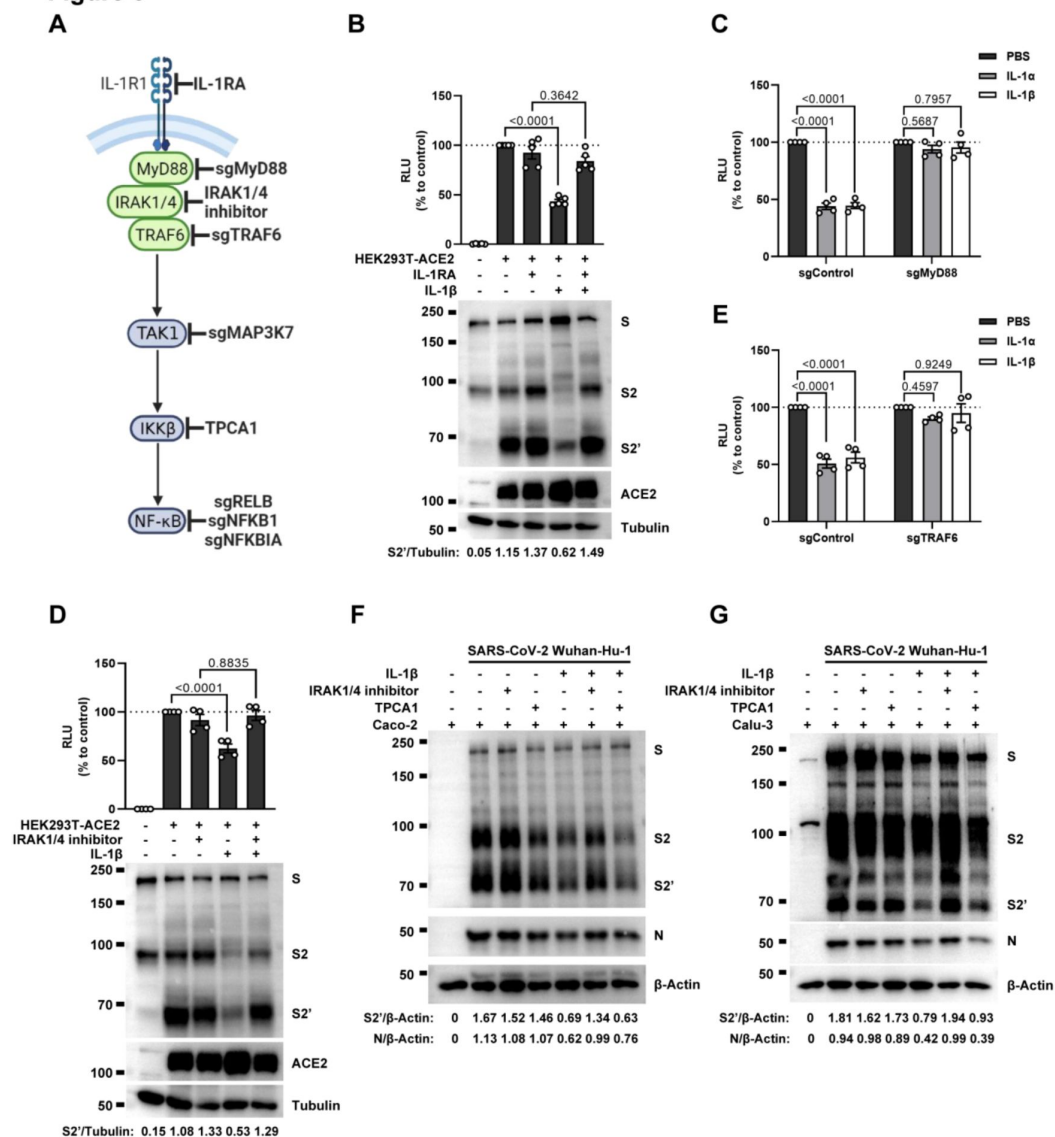 A
IL-1R1
IL-1RA
MyD88
sgMyD88
IRAK1/4
IRAK1/4
inhibitor
TRAF6
sgTRAF6
TAK1
sgMAP3K7
IKKβ
TPCA1
NF-κB
sgRELB
sgNFKB1
sgNFKBIA
B
RLU
(% to control)
150
100
50
0
<0.0001
0.3642
HEK293T-ACE2 - + + + +
IL-1RA - - + - +
IL-1β - - - + +
250
150
100
70
S
S2
S2’
100
ACE2
50
Tubulin
S2’/Tubulin: 0.05 1.15 1.37 0.62 1.49
C
PBS
IL-1α
IL-1β
RLU
(% to control)
150
100
50
0
<0.0001
<0.0001
0.7957
0.5687
sgControl
sgMyD88
E
PBS
IL-1α
IL-1β
RLU
(% to control)
150
100
50
0
<0.0001
<0.0001
0.9249
0.4597
sgControl
sgTRAF6
D
RLU
(% to control)
150
100
50
0
0.8835
<0.0001
HEK293T-ACE2 - + + + +
IRAK1/4 inhibitor - - + - +
IL-1β - - - + +
250
150
100
70
S
S2
S2’
100
ACE2
50
Tubulin
S2’/Tubulin: 0.15 1.08 1.33 0.53 1.29
F
SARS-CoV-2 Wuhan-Hu-1
IL-1β - - - - + + +
IRAK1/4 inhibitor - - + - - + -
TPCA1 - - - + - - +
Caco-2 + + + + + + +
250
150
100
70
S
S2
S2’
50
N
50
β-Actin
S2’/β-Actin: 0 1.67 1.52 1.46 0.69 1.34 0.63
N/β-Actin: 0 1.13 1.08 1.07 0.62 0.99 0.76
G
SARS-CoV-2 Wuhan-Hu-1
IL-1β - - - - + + +
IRAK1/4 inhibitor - - + - - + -
TPCA1 - - - + - - +
Calu-3 + + + + + + +
250
150
100
70
S
S2
S2’
50
N
50
β-Actin
S2’/β-Actin: 0 1.81 1.62 1.73 0.79 1.94 0.93
N/β-Actin: 0 0.94 0.98 0.89 0.42 0.99 0.39